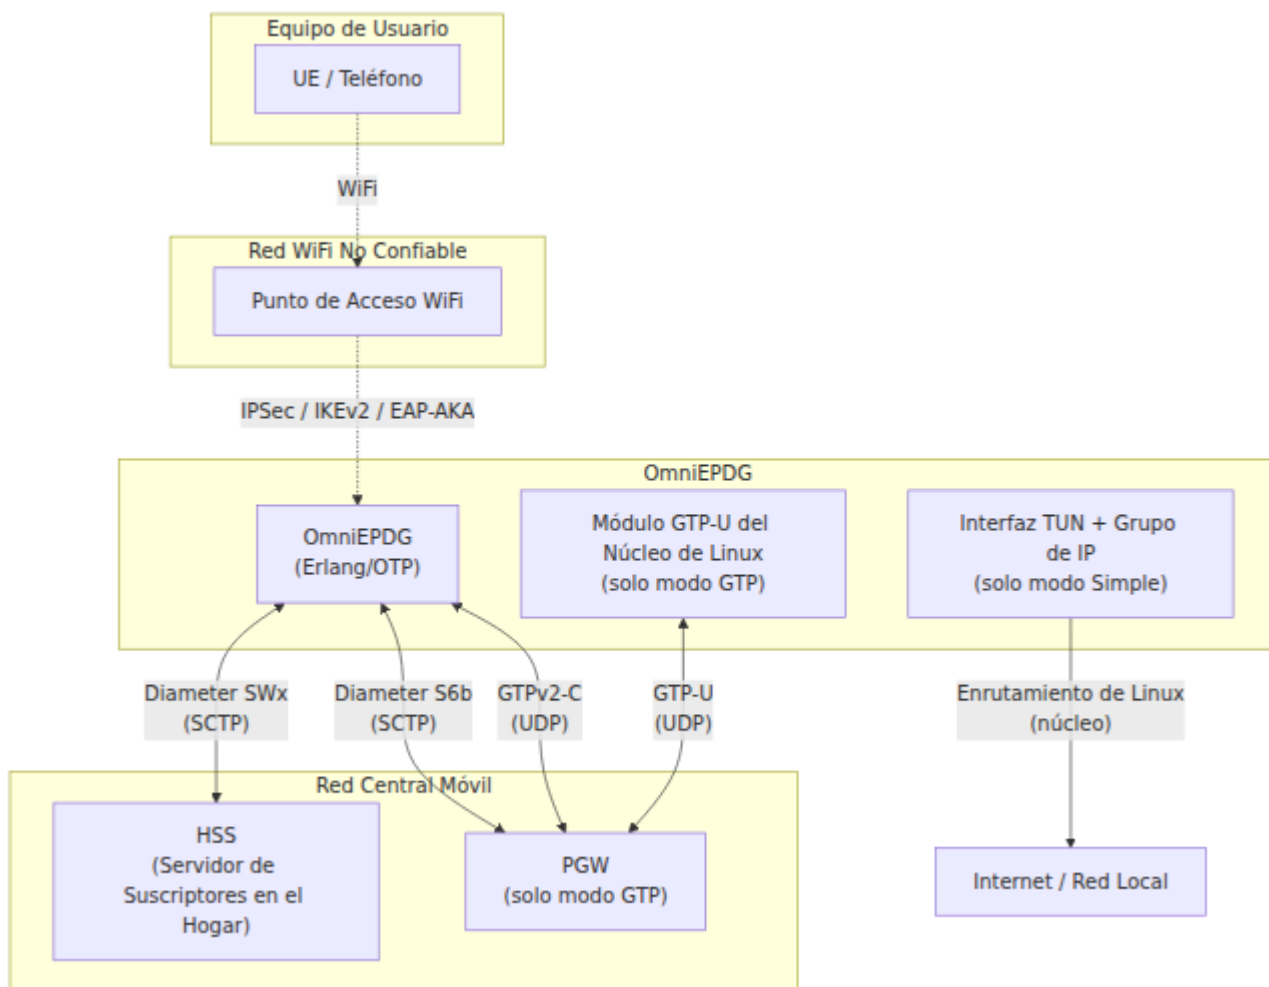 Equipo de Usuario
UE / Teléfono
WiFi
Red WiFi No Confiable
Punto de Acceso WiFi
IPSec / IKEv2 / EAP-AKA
OmniEPDG
OmniEPDG
(Erlang/OTP)
Módulo GTP-U del
Núcleo de Linux
(solo modo GTP)
Interfaz TUN + Grupo
de IP
(solo modo Simple)
Diameter SWx
(SCTP)
Diameter S6b
(SCTP)
GTPv2-C
(UDP)
GTP-U
(UDP)
Enrutamiento de Linux
(núcleo)
Red Central Móvil
HSS
(Servidor de
Suscriptores en el
Hogar)
PGW
(solo modo GTP)
Internet / Red Local